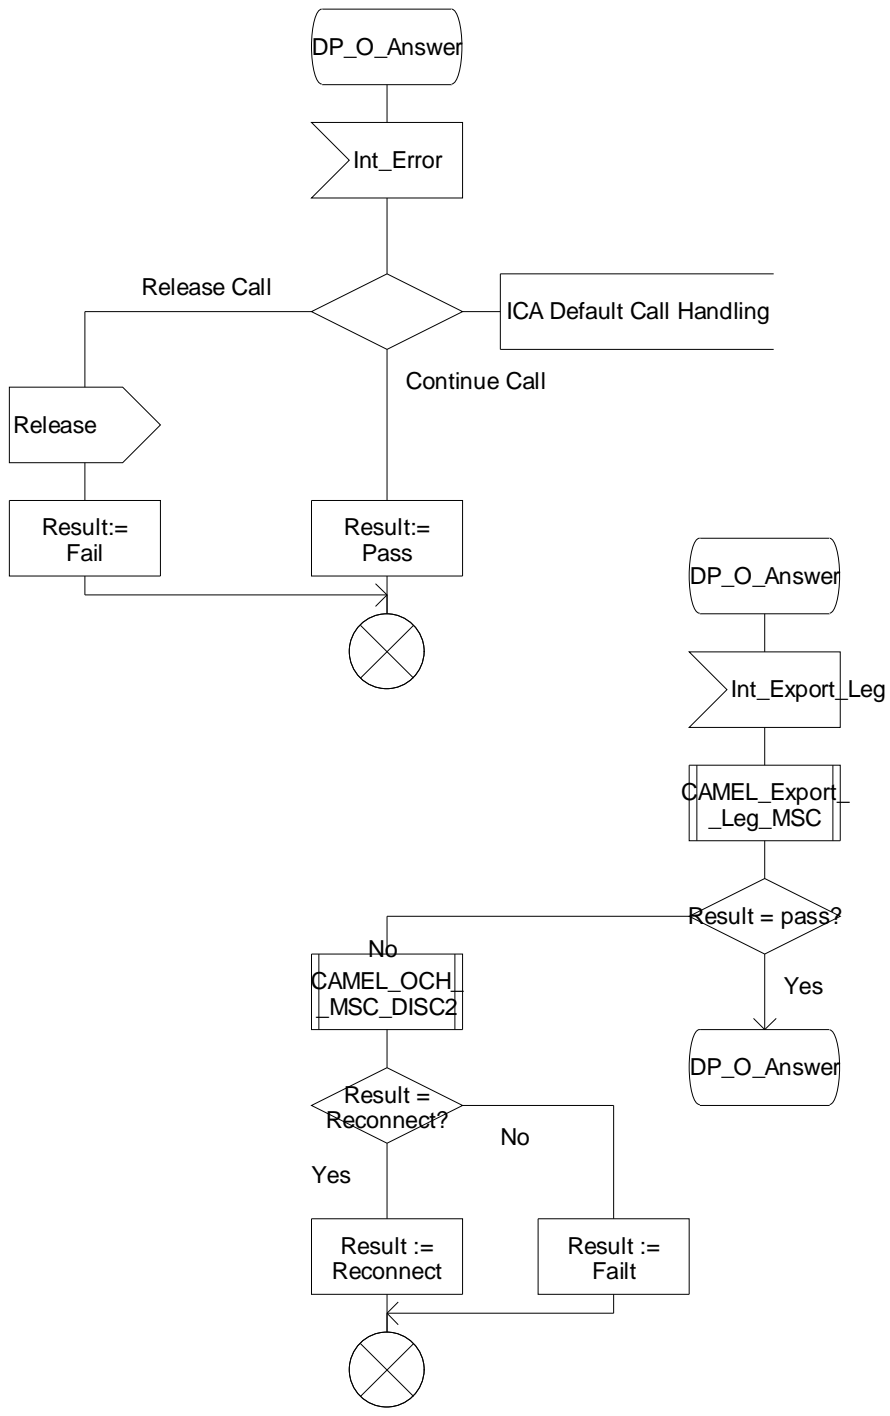 DP_O_Answer
Int_Error
Release Call
ICA Default Call Handling
Continue Call
Release
Result:=
Fail
Result:=
Pass
DP_O_Answer
Int_Export_Leg
CAMEL_Export_
_Leg_MSC
Result = pass?
No
Yes
CAMEL_OCH_
_MSC_DISC2
DP_O_Answer
Result =
Reconnect?
No
Yes
Result :=
Reconnect
Result :=
Failt